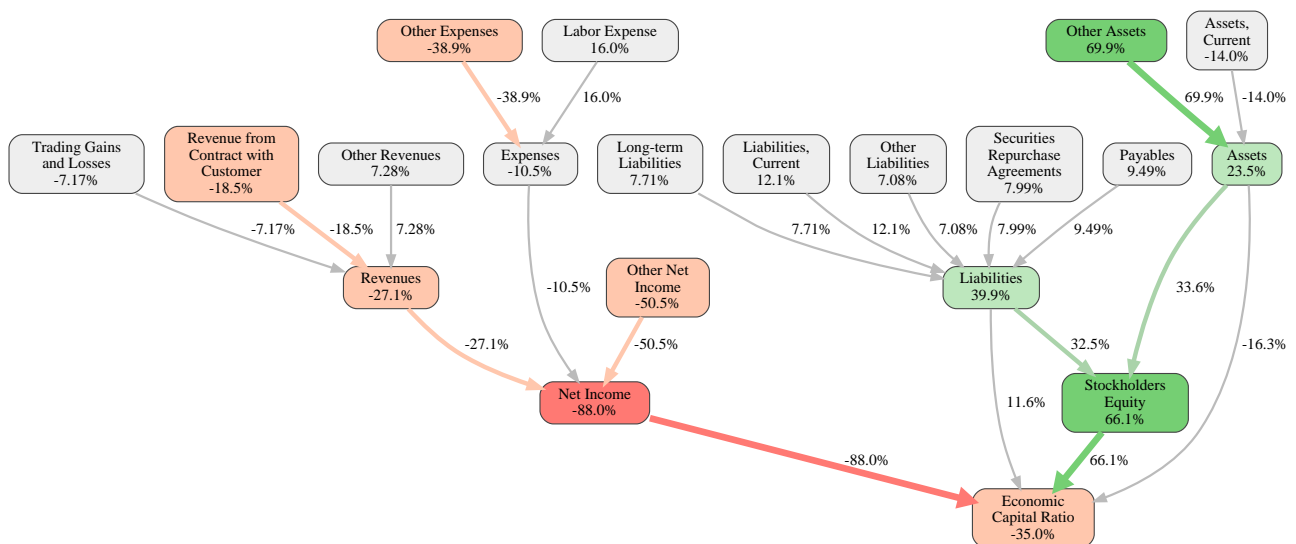 Other Expenses
-38.9%
Labor Expense
16.0%
Other Assets
69.9%
Assets,
Current
-14.0%
-38.9%
16.0%
69.9%
-14.0%
Trading Gains
and Losses
-7.17%
Revenue from
Contract with
Customer
-18.5%
Other Revenues
7.28%
Expenses
-10.5%
Long-term
Liabilities
7.71%
Liabilities,
Current
12.1%
Other
Liabilities
7.08%
Securities
Repurchase
Agreements
7.99%
Payables
9.49%
Assets
23.5%
-7.17%
-18.5%
7.28%
7.71%
12.1%
7.08%
7.99%
9.49%
Revenues
-27.1%
-10.5%
Other Net
Income
-50.5%
Liabilities
39.9%
33.6%
-27.1%
-50.5%
32.5%
-16.3%
Net Income
-88.0%
11.6%
Stockholders
Equity
66.1%
-88.0%
66.1%
Economic
Capital Ratio
-35.0%